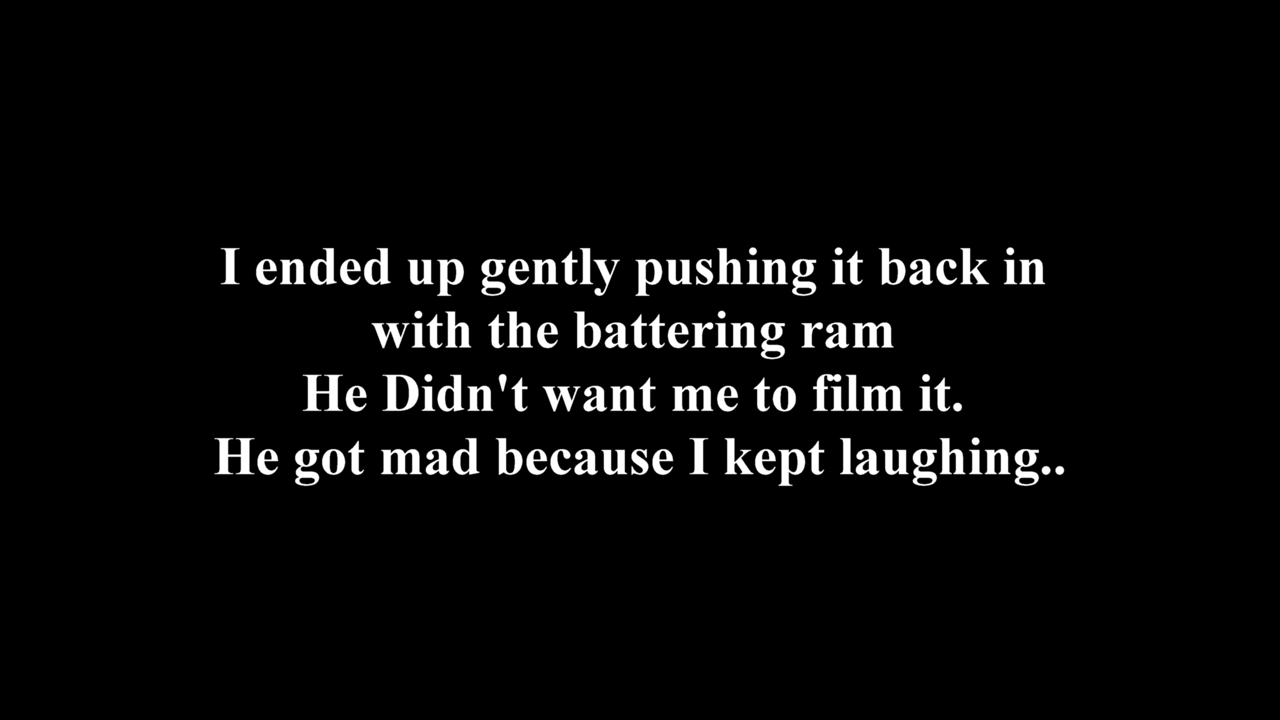 I ended up gently pushing it back in
with the battering ram
He Didn't want me to film it.
He got mad because I kept laughing..